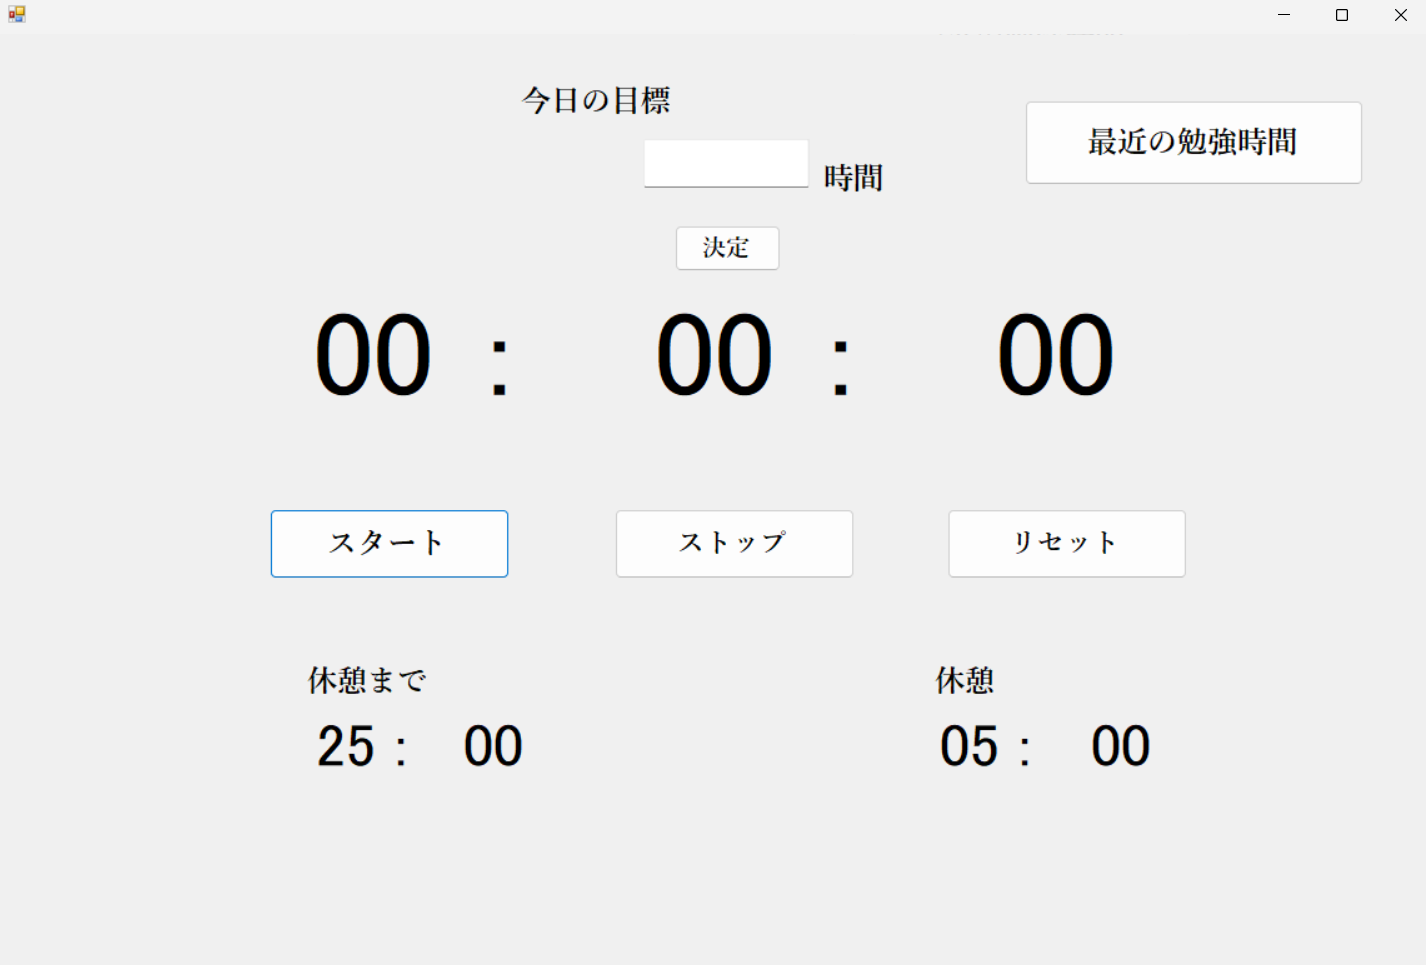 今日の目標
最近の勉強時間
時間
決定
00 : 00 : 00
スタート
ストップ
リセット
休憩まで
休憩
25 : 00
05 : 00